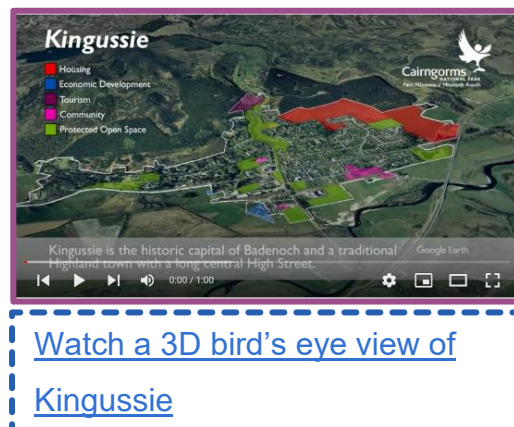 Kingussie
Housing
Economic Development
Tourism
Community
Protected Open Space
Cairngorms
NATIONAL PARK
Kingussie is the historic capital of Badenoch and a traditional
Highland town with a long central High Street.
Google Earth
0:00 / 1:00
Watch a 3D bird's eye view of
Kingussie